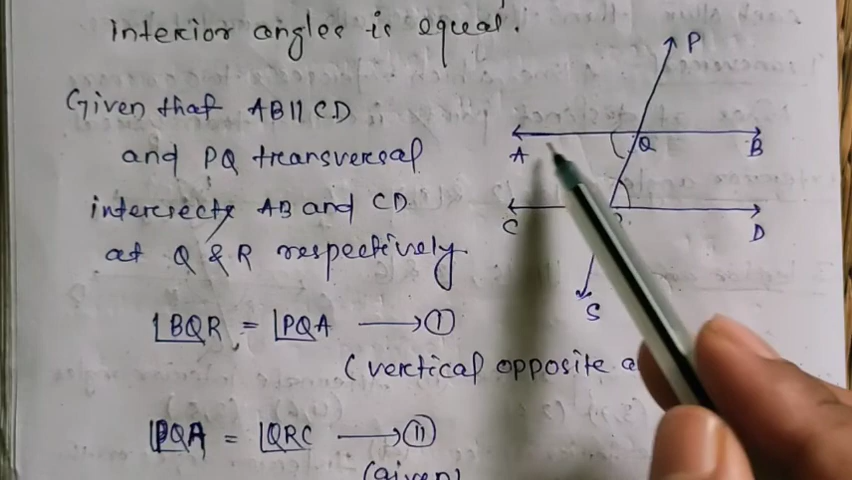 interior angles is equal.
Given that AB॥CD
and PQ transversal
intersects AB and CD
at Q & R respectively
∠BQR = ∠PQA → Ⅰ
(vertical opposite
∠PQA = ∠QRC → Ⅱ
(given)
P
A
Q
B
C
D
S